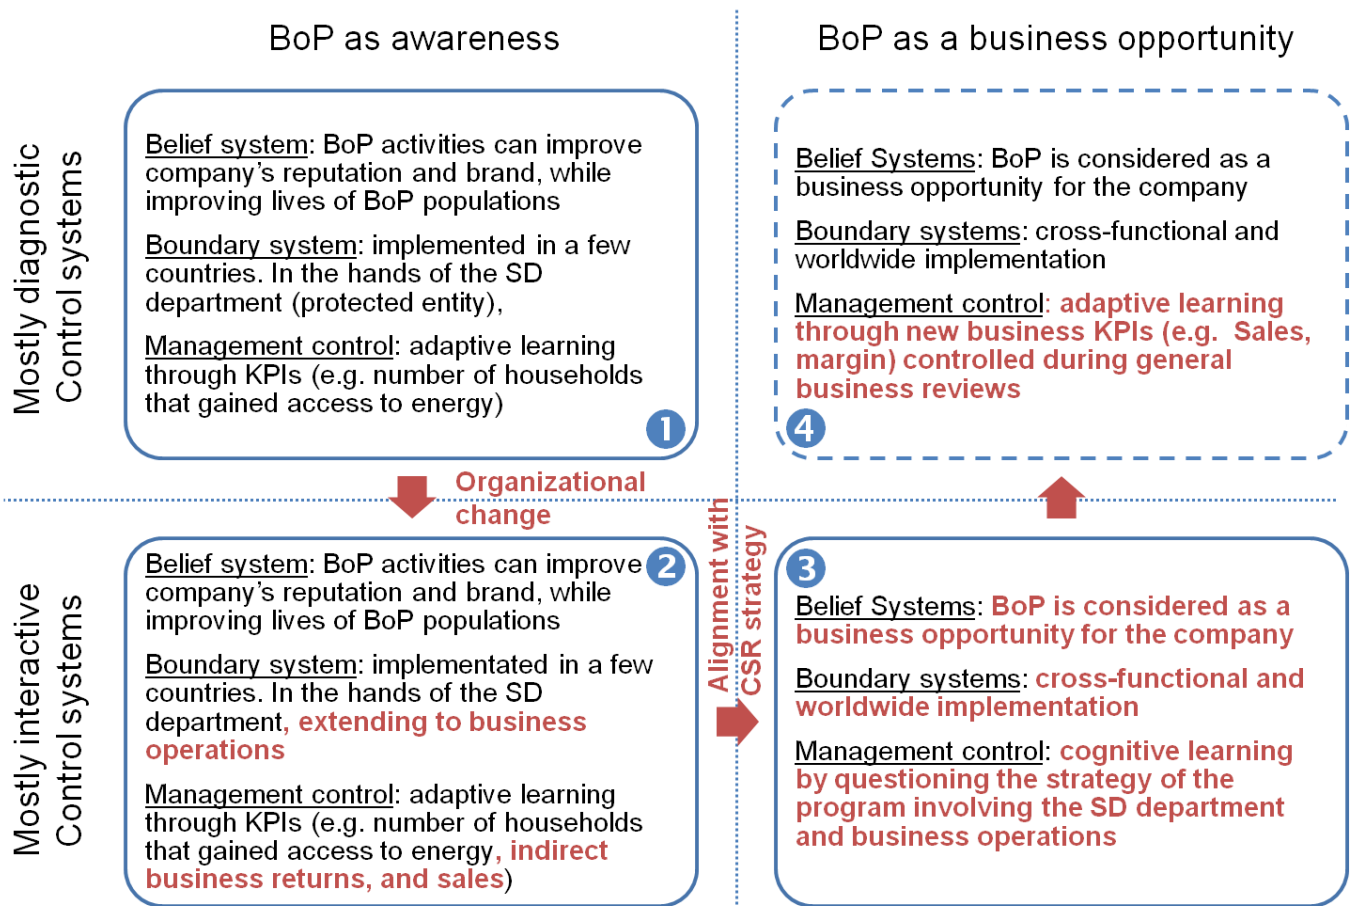 BoP as awareness
BoP as a business opportunity
Mostly diagnostic
Control systems
Belief system: BoP activities can improve
company's reputation and brand, while
improving lives of BoP populations
Boundary system: implemented in a few
countries. In the hands of the SD
department (protected entity),
Management control: adaptive learning
through KPIs (e.g. number of households
that gained access to energy)
1
Belief Systems: BoP is considered as a
business opportunity for the company
Boundary systems: cross-functional and
worldwide implementation
Management control: adaptive learning
through new business KPIs (e.g. Sales,
margin) controlled during general
business reviews
4
Organizational
change
Mostly interactive
Control systems
Belief system: BoP activities can improve
company's reputation and brand, while
improving lives of BoP populations
Boundary system: implementated in a few
countries. In the hands of the SD
department, extending to business
operations
Management control: adaptive learning
through KPIs (e.g. number of households
that gained access to energy, indirect
business returns, and sales)
2
Alignment with
CSR strategy
3
Belief Systems: BoP is considered as a
business opportunity for the company
Boundary systems: cross-functional and
worldwide implementation
Management control: cognitive learning
by questioning the strategy of the
program involving the SD department
and business operations